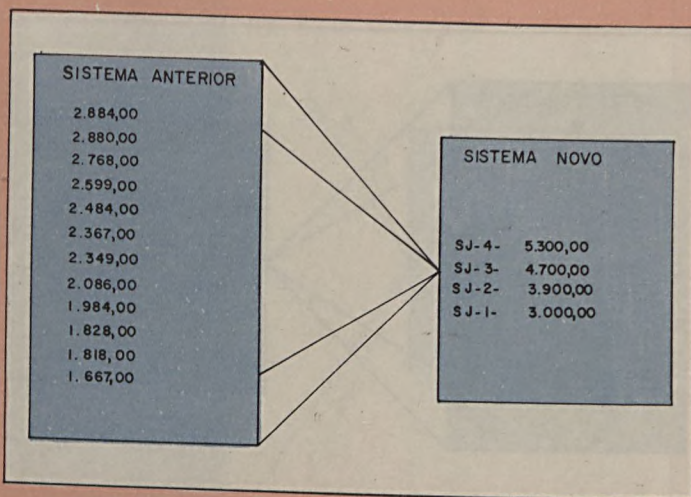 SISTEMA ANTERIOR
2.884,00
2.880,00
2.768,00
2.599,00
2.484,00
2.367,00
2.349,00
2.086,00
1.984,00
1.828,00
1.818,00
1.667,00
SISTEMA NOVO
SJ-4- 5.300,00
SJ-3- 4.700,00
SJ-2- 3.900,00
SJ-1- 3.000,00